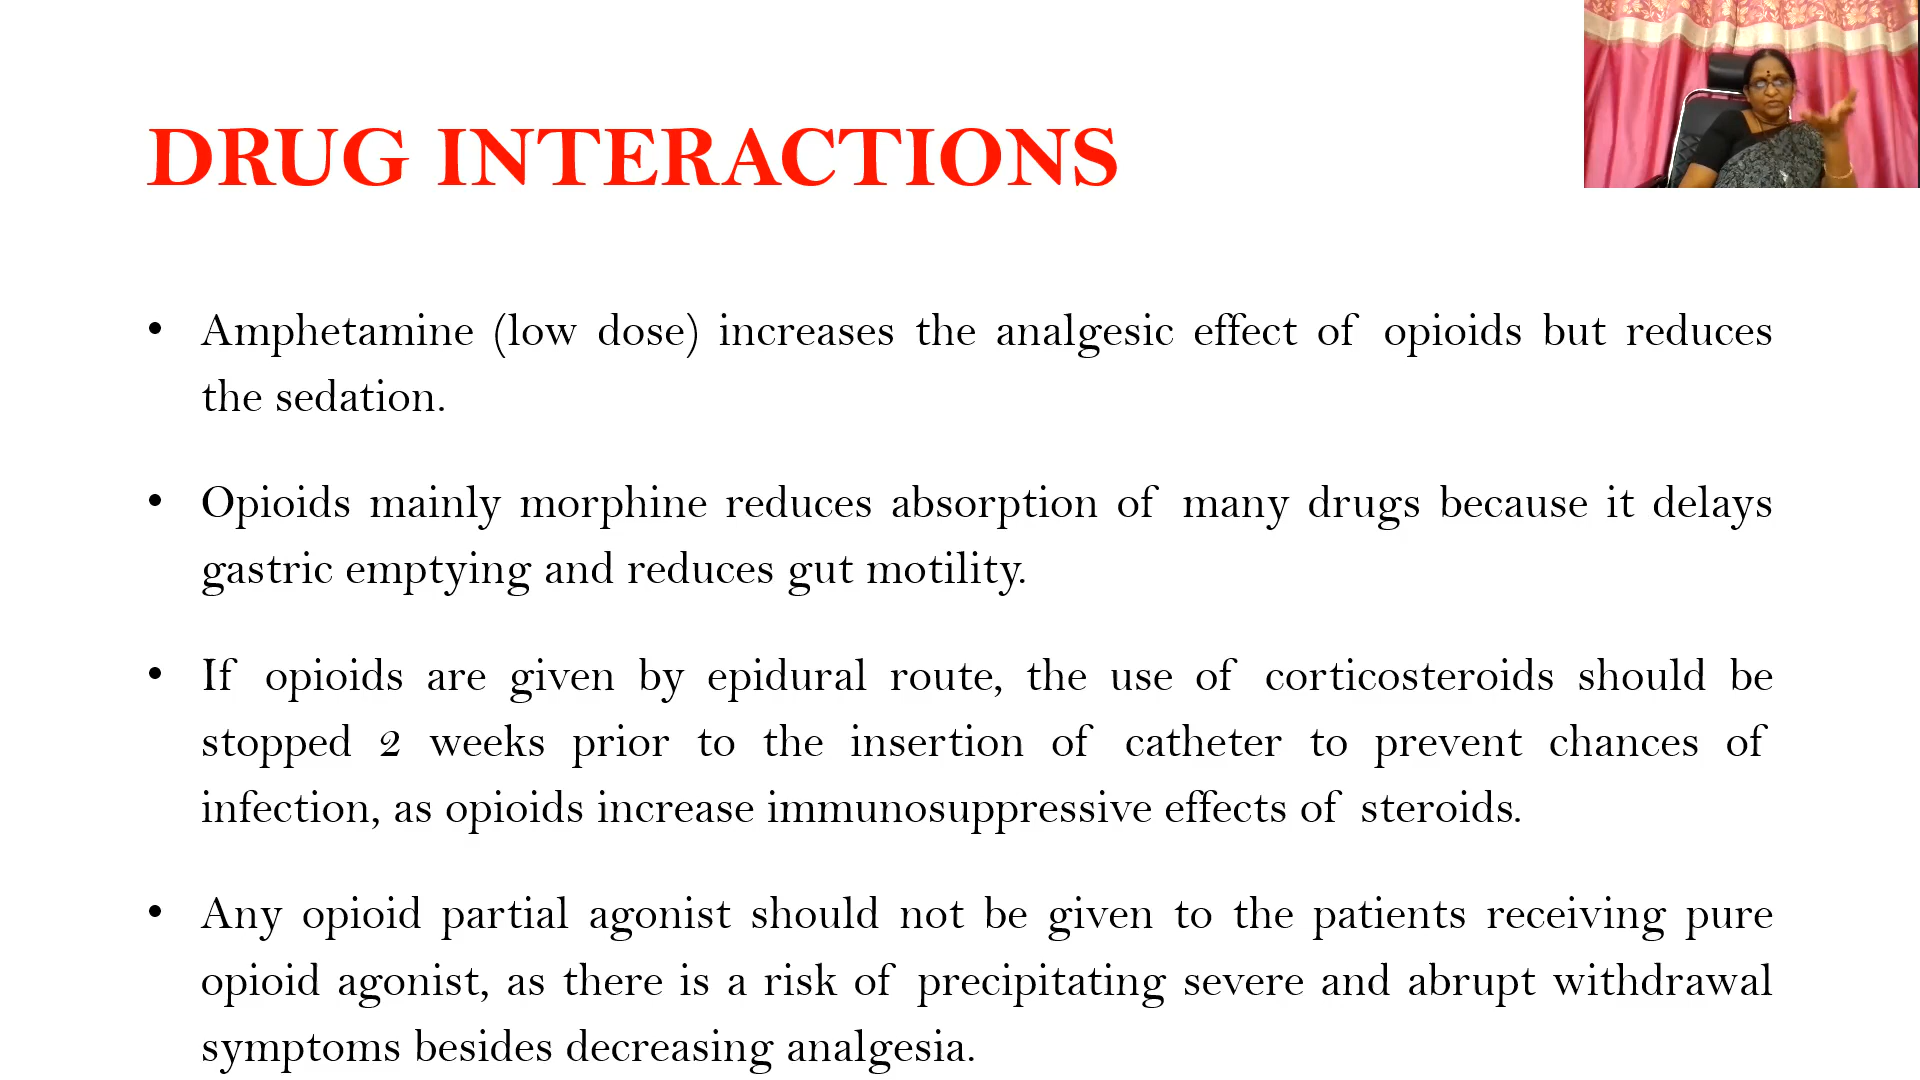 DRUG INTERACTIONS
• Amphetamine (low dose) increases the analgesic effect of opioids but reduces
the sedation.
• Opioids mainly morphine reduces absorption of many drugs because it delays
gastric emptying and reduces gut motility.
• If opioids are given by epidural route, the use of corticosteroids should be
stopped 2 weeks prior to the insertion of catheter to prevent chances of
infection, as opioids increase immunosuppressive effects of steroids.
• Any opioid partial agonist should not be given to the patients receiving pure
opioid agonist, as there is a risk of precipitating severe and abrupt withdrawal
symptoms besides decreasing analgesia.